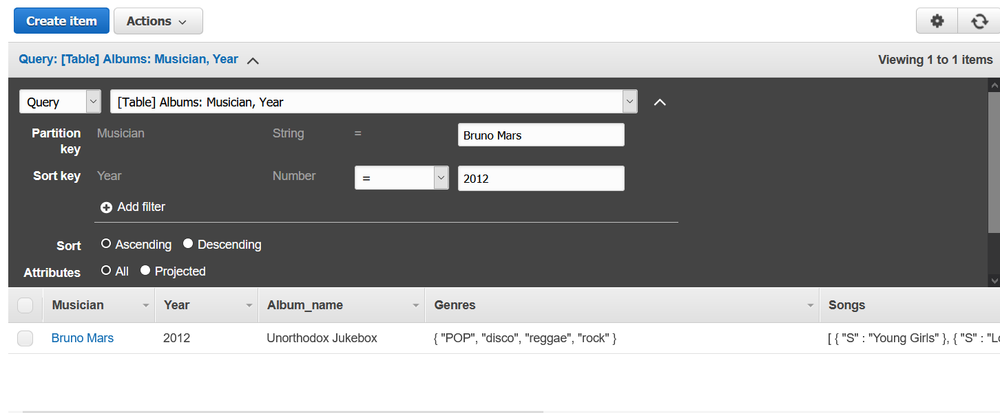 Create item Actions
Query: [Table] Albums: Musician, Year Viewing 1 to 1 items
Query [Table] Albums: Musician, Year
Partition key Musician String = Bruno Mars
Sort key Year Number = 2012
Add filter
Sort Ascending Descending
Attributes All Projected
Musician Year Album_name Genres Songs
Bruno Mars 2012 Unorthodox Jukebox { "POP", "disco", "reggae", "rock" } [ { "S" : "Young Girls" }, { "S" :